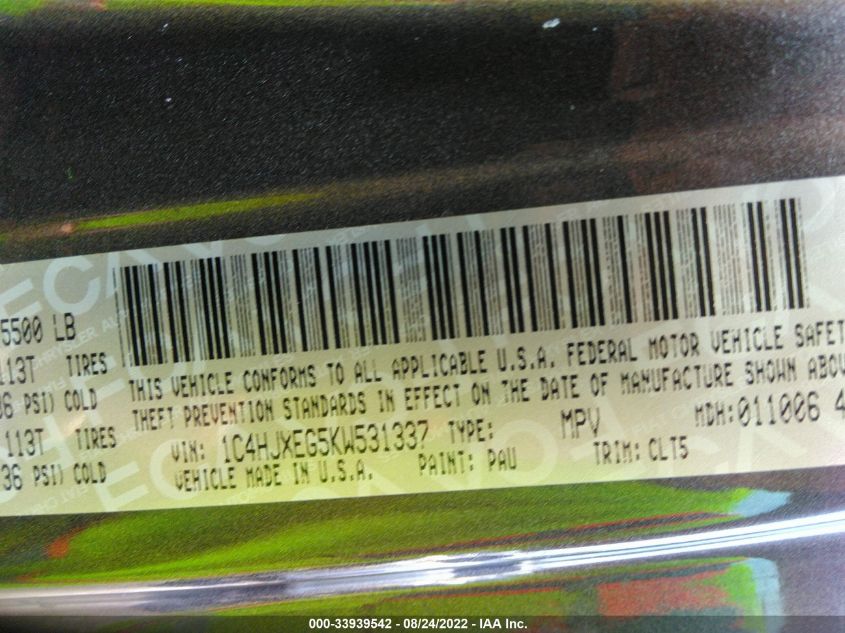 5500 LB
113T TIRES
36 PSI) COLD
113T TIRES
36 PSI) COLD
THIS VEHICLE CONFORMS TO ALL APPLICABLE U.S.A. FEDERAL MOTOR VEHICLE SAFET
THEFT PREVENTION STANDARDS IN EFFECT ON THE DATE OF MANUFACTURE SHOWN ABOV
VIN: 1C4HJXEG5KW531337 TYPE: MPV MDH: 011006 4
VEHICLE MADE IN U.S.A. PAINT: PAU TRIM: CLT5
000-33939542 - 08/24/2022 - IAA Inc.